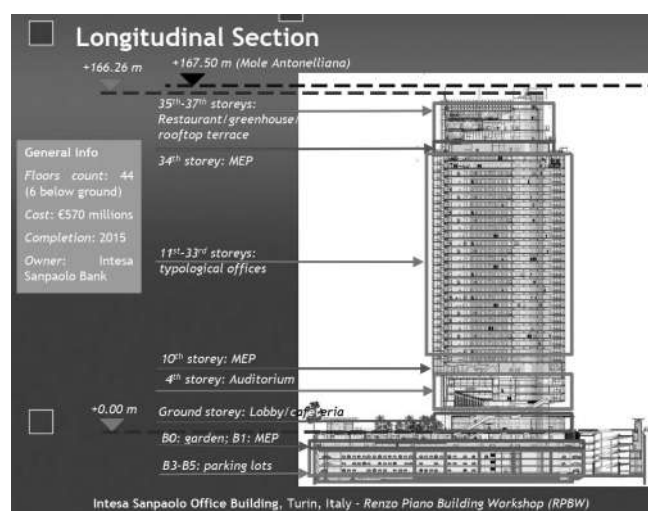 Longitudinal Section
+166.26 m
+167.50 m (Mole Antonelliana)
35th-37th storeys:
Restaurant/greenhouse/
rooftop terrace
General Info
Floors count: 44
(6 below ground)
Cost: €570 millions
Completion: 2015
Owner: Intesa
Sanpaolo Bank
34th storey: MEP
11st-33rd storeys:
typological offices
10th storey: MEP
4th storey: Auditorium
+0.00 m
Ground storey: Lobby/cafeteria
B0: garden; B1: MEP
B3-B5: parking lots
Intesa Sanpaolo Office Building, Turin, Italy - Renzo Piano Building Workshop (RPBW)